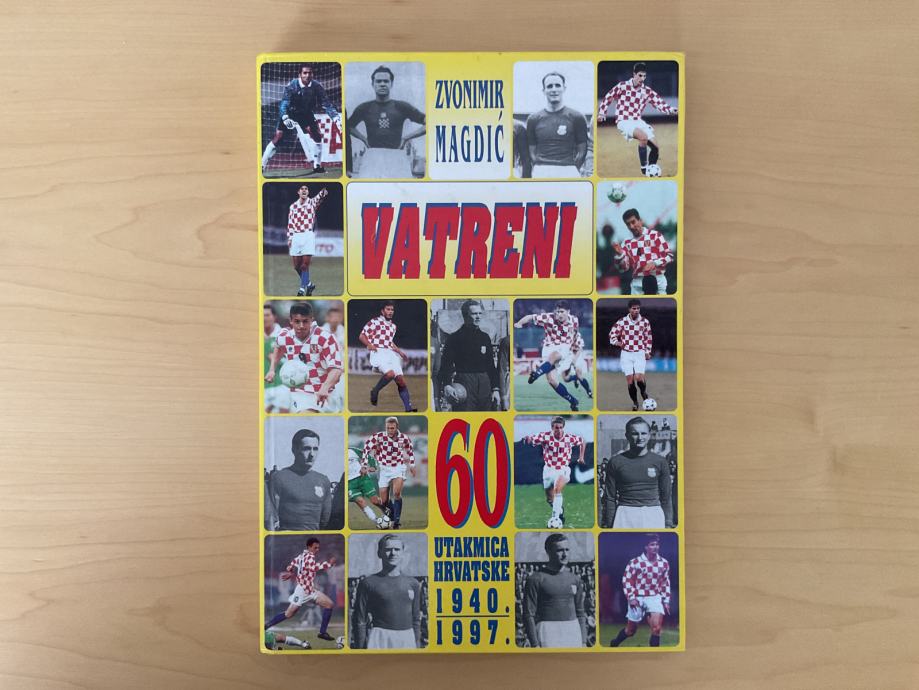 ZVONIMIR
MAGDIĆ
VATRENI
60
UTAKMICA
HRVATSKE
1940.
1997.